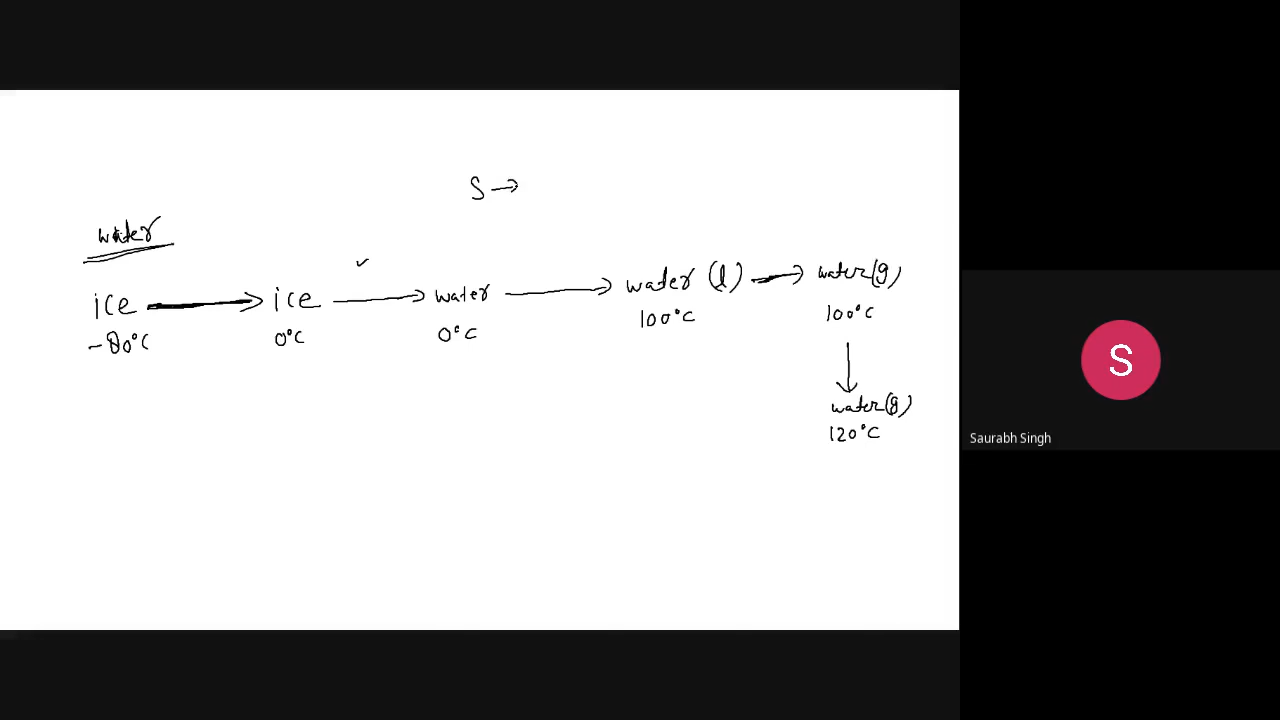 S →
water
ice → ice → water → water (l) → water(g)
-80°C 0°C 0°C 100°C 100°C
water(g)
120°C
S
Saurabh Singh